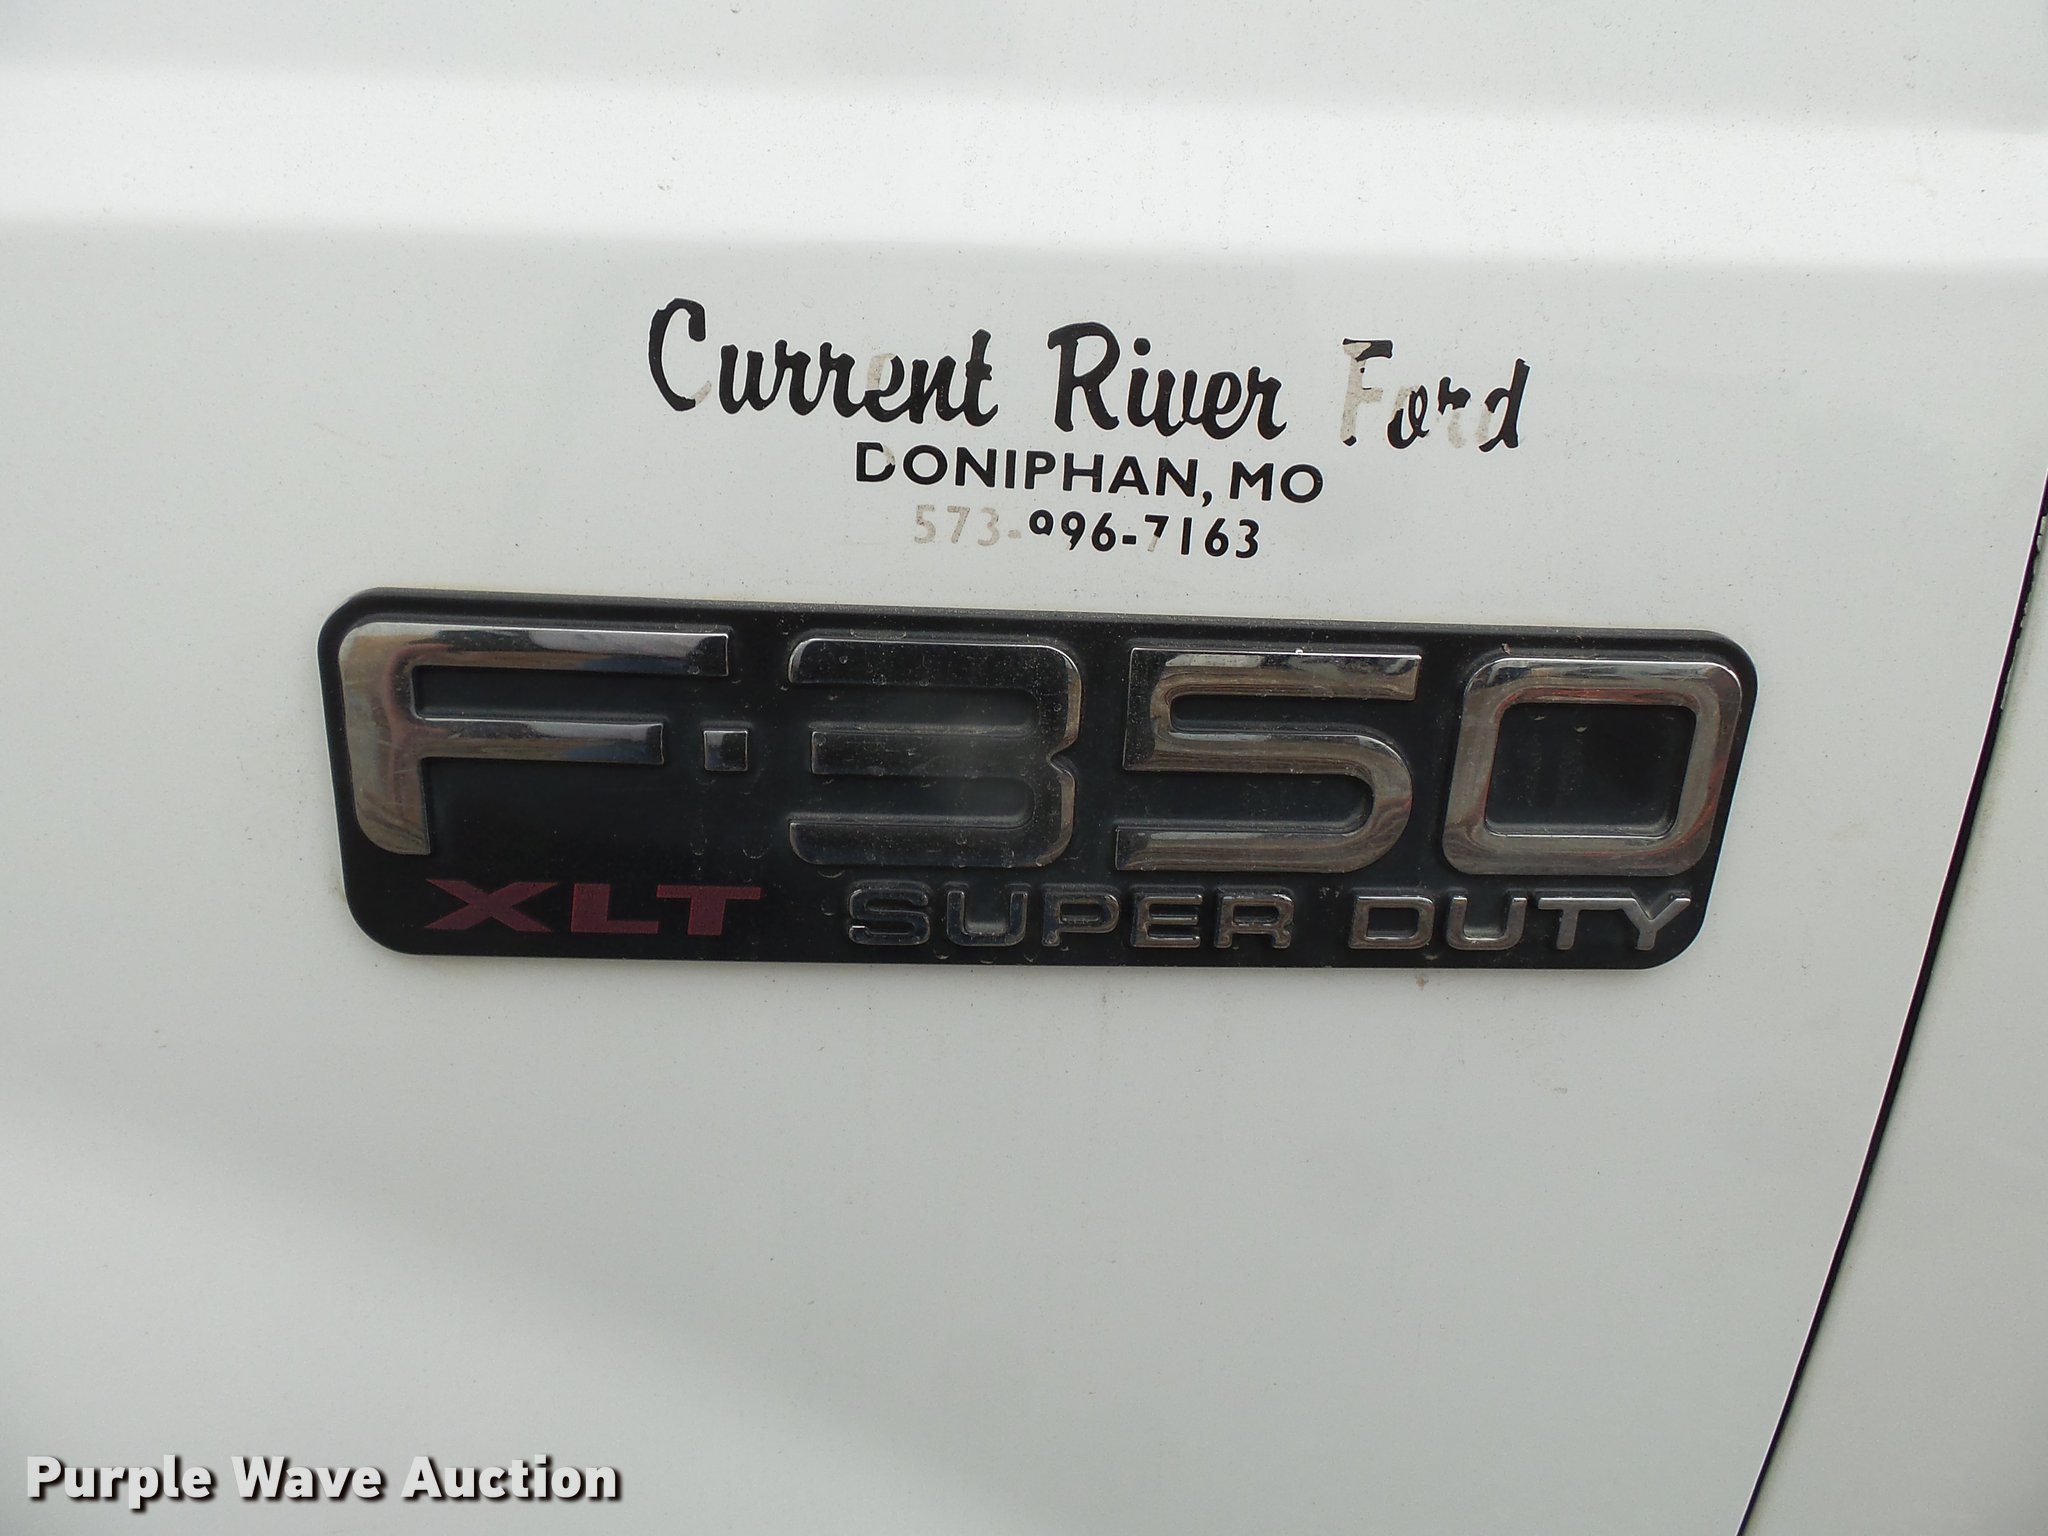 Current River Ford
DONIPHAN, MO
573-996-7163
F-350
XLT SUPER DUTY
Purple Wave Auction